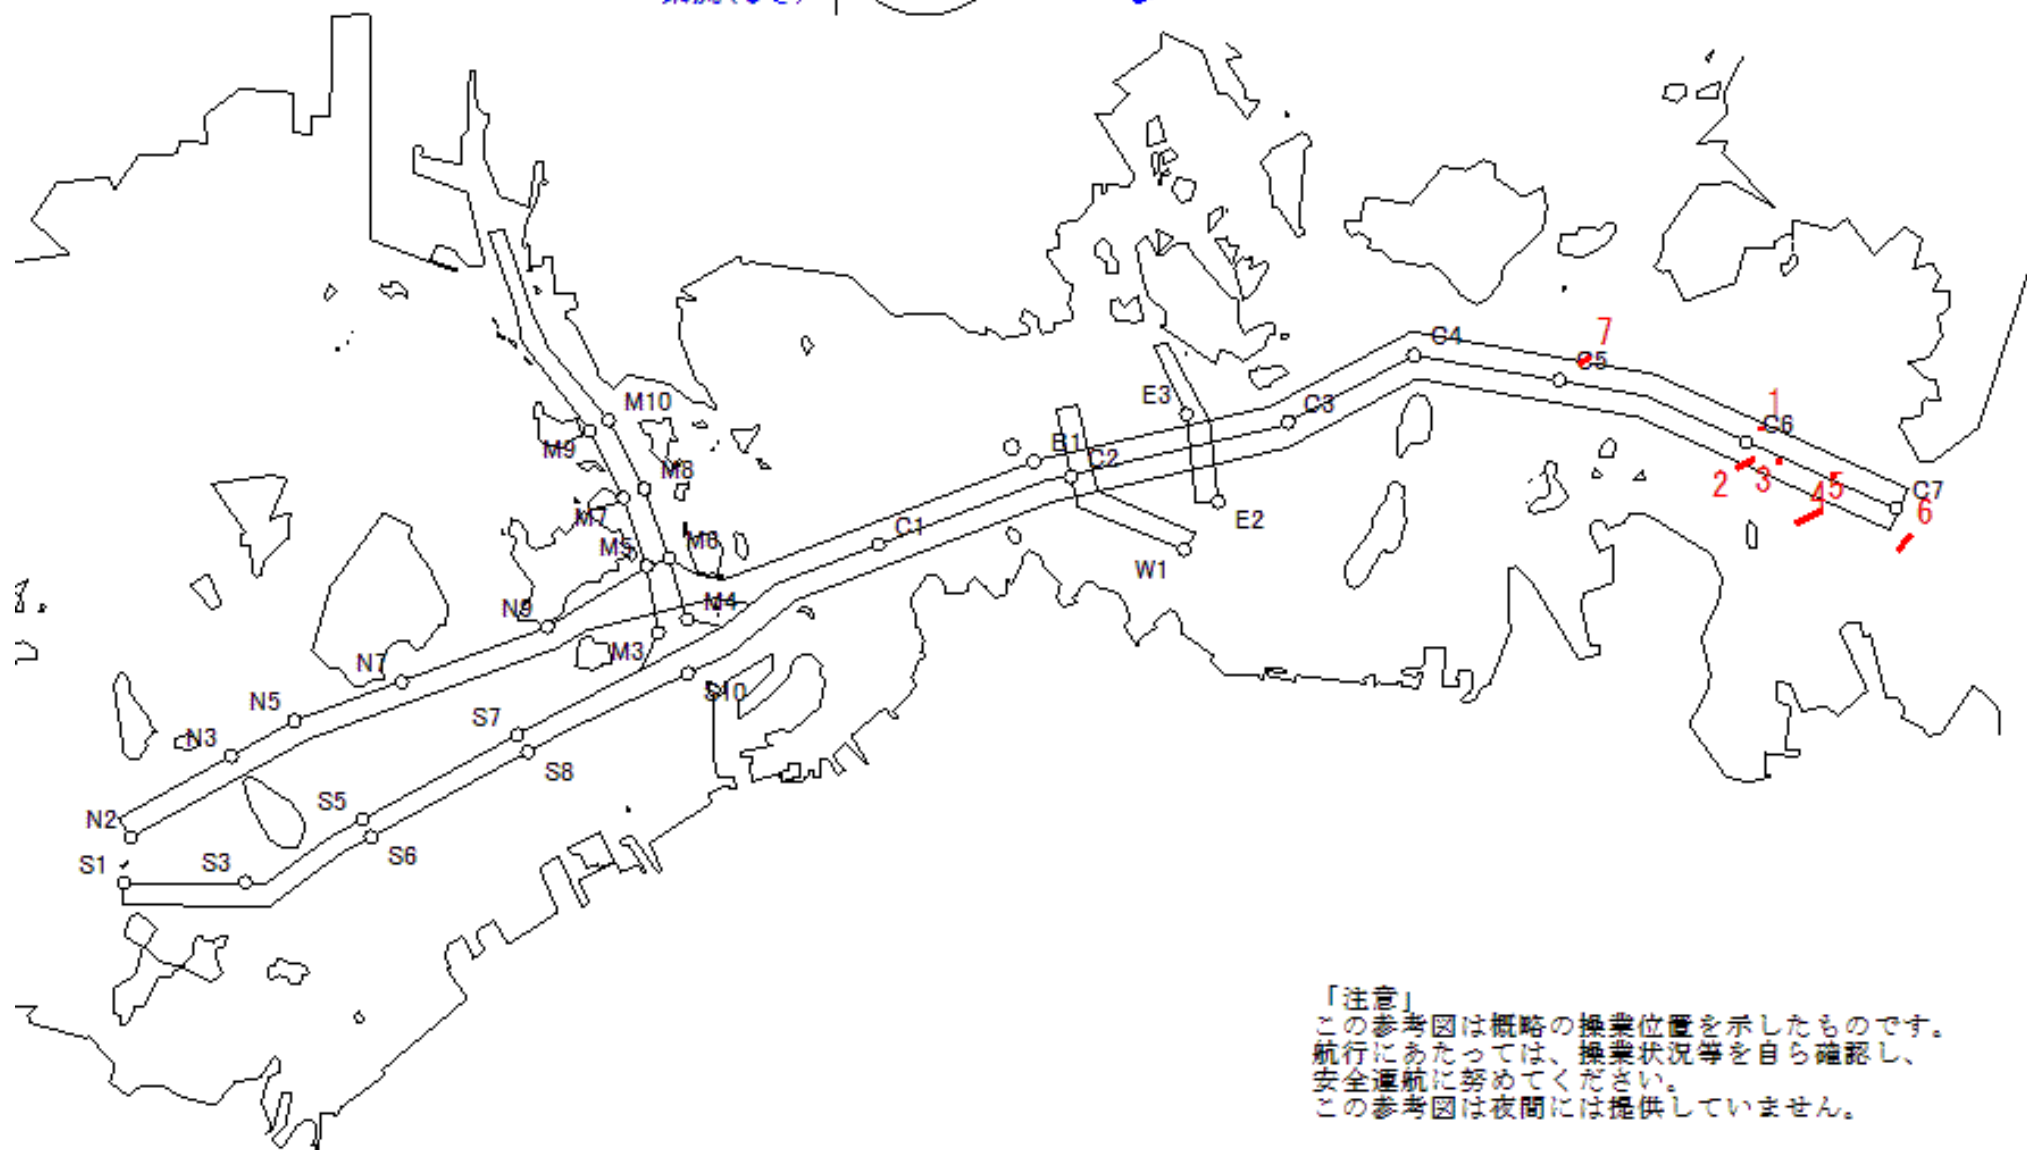 C4
7
C5
M10
E3
C3
1
C6
M9
B1
C2
M8
2
3
4
5
C7
6
M7
C1
E2
M5
M6
W1
N9
M4
N7
M3
S10
N5
S7
N3
S8
S5
N2
S6
S1
S3
「注意」
この参考図は概略の操業位置を示したものです。
航行にあたっては、操業状況等を自ら確認し、
安全運航に努めてください。
この参考図は夜間には提供していません。